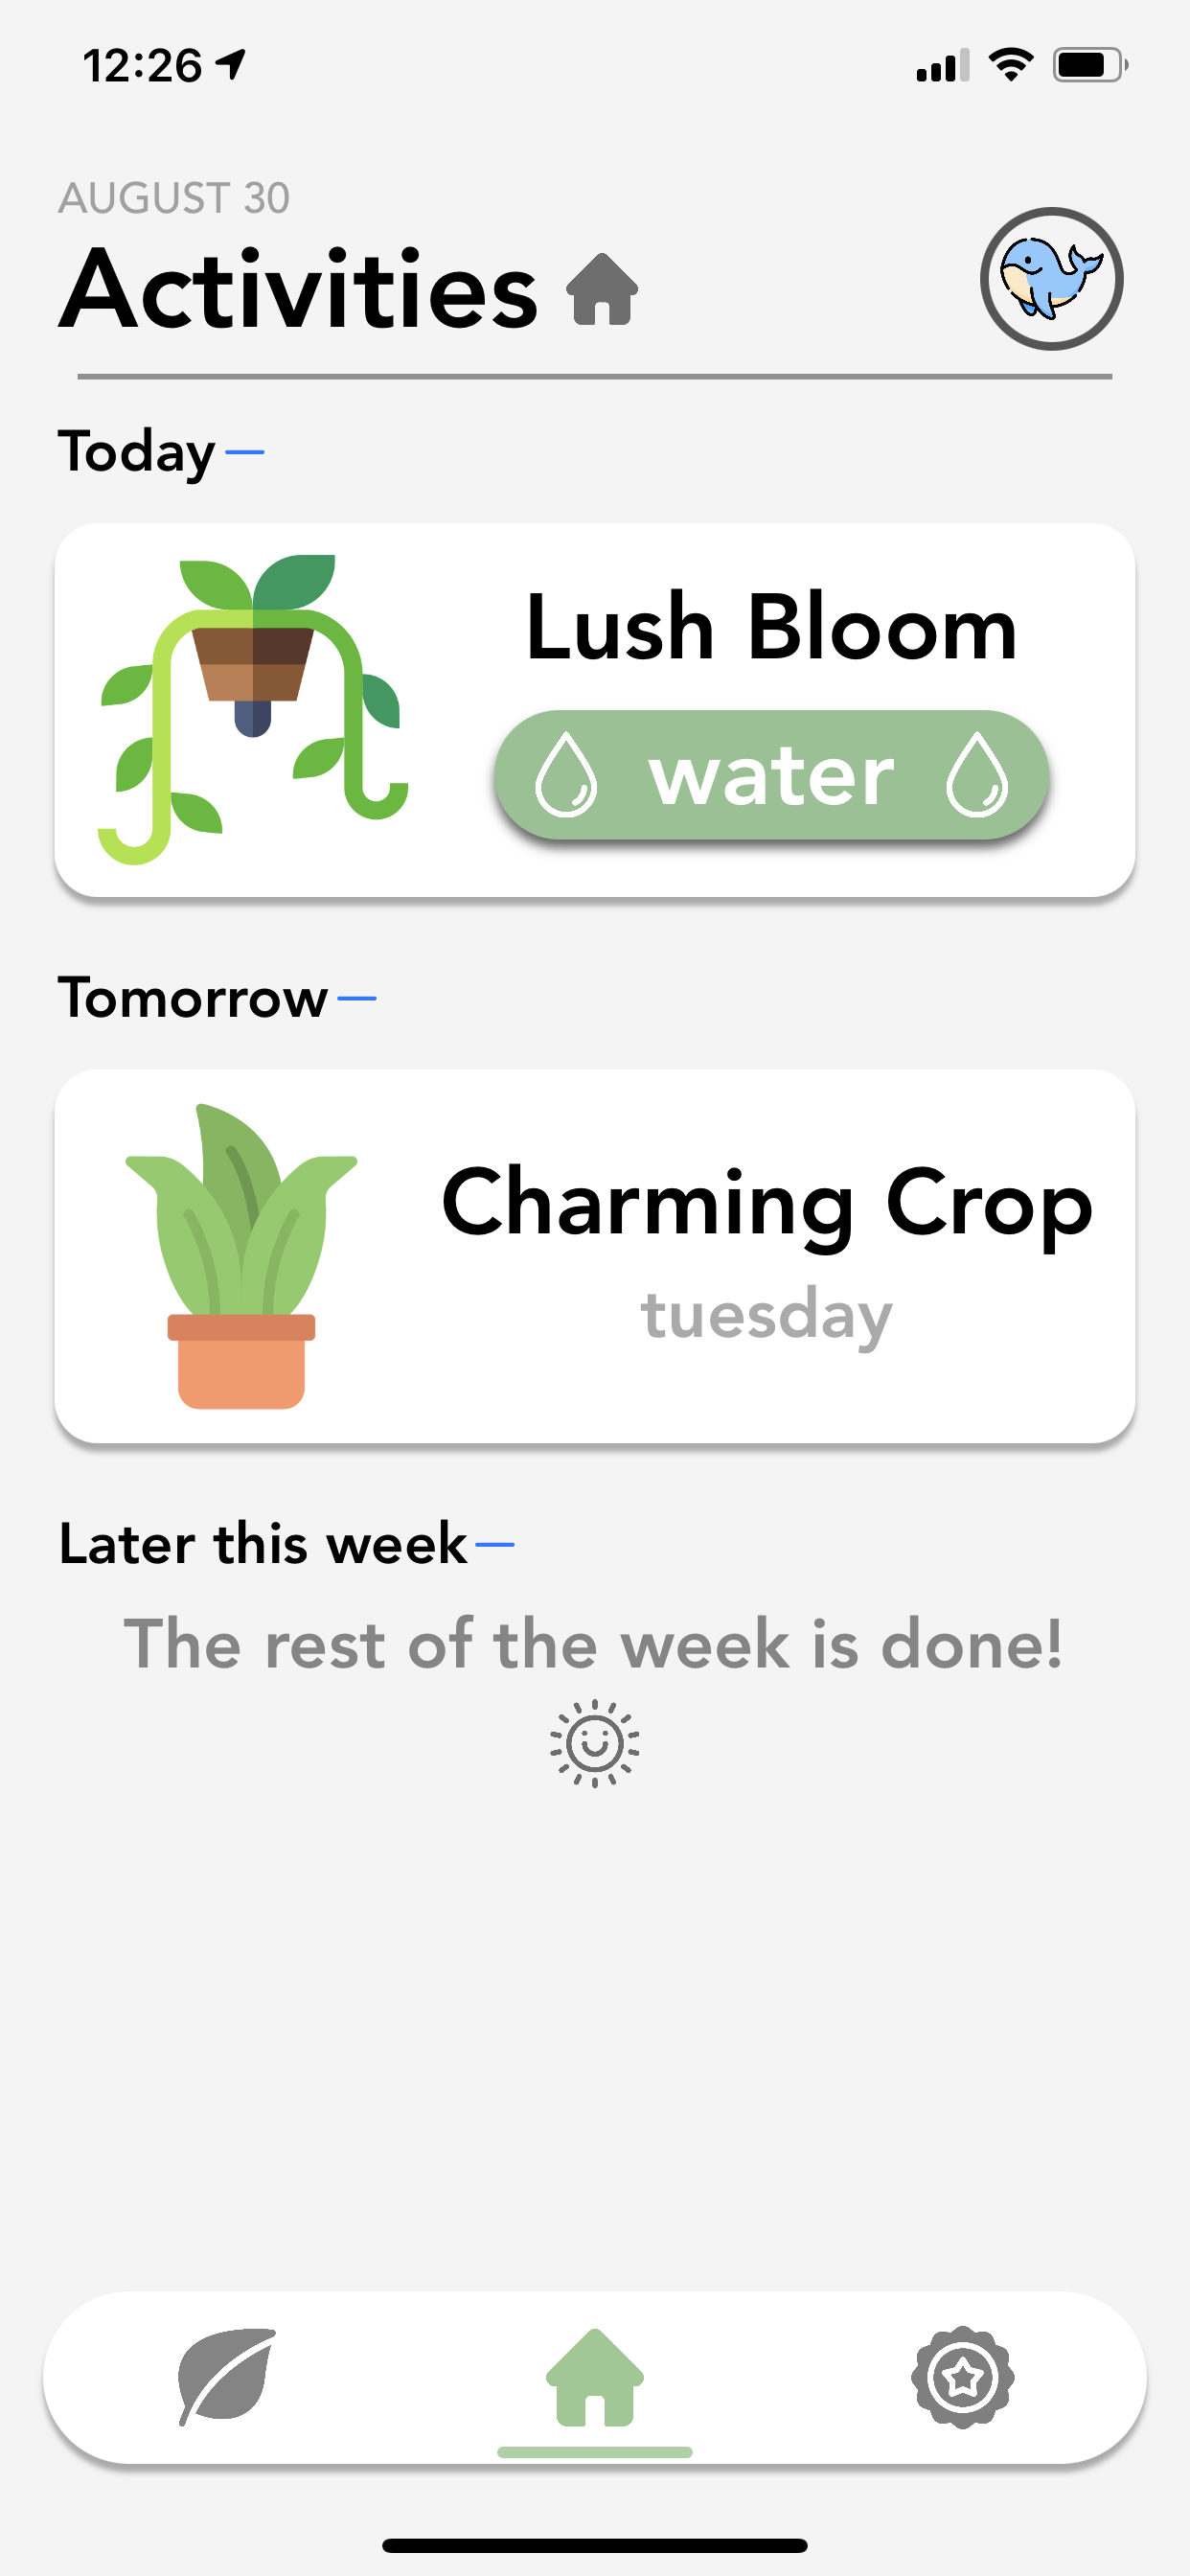 12:26
AUGUST 30
Activities
Today
Lush Bloom
water
Tomorrow
Charming Crop
tuesday
Later this week
The rest of the week is done!